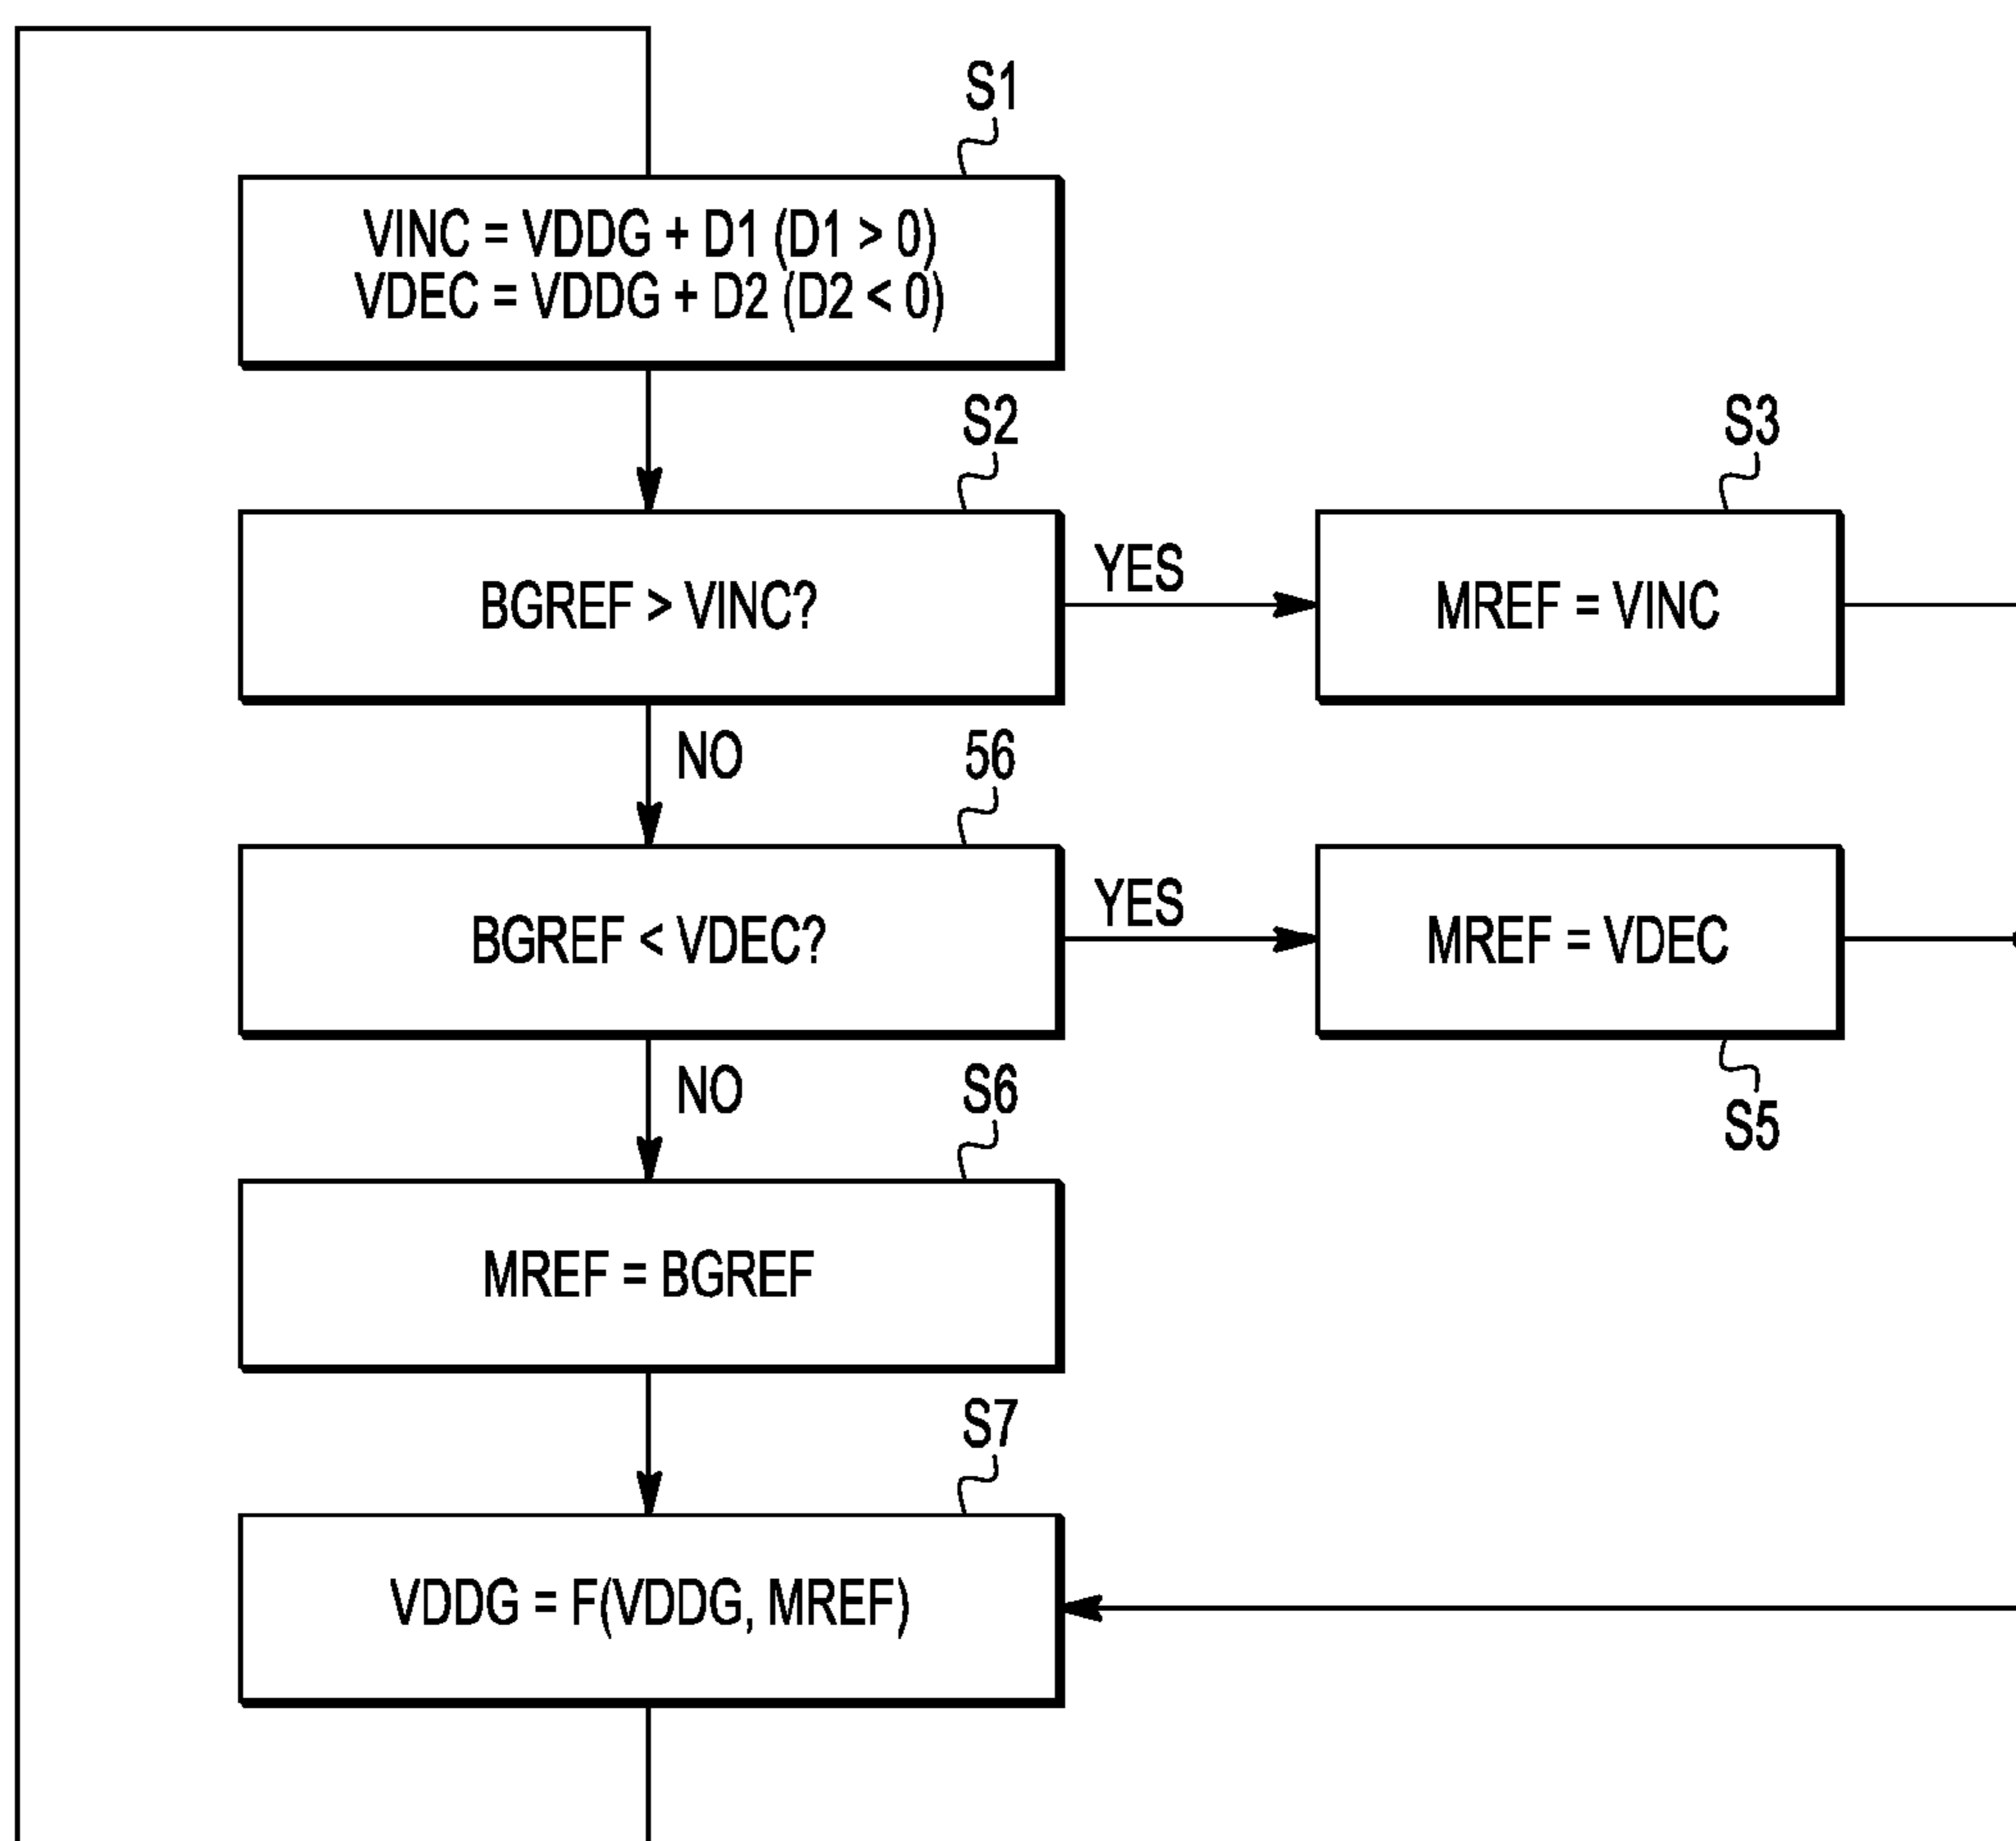 S1
VINC = VDDG + D1 (D1 > 0)
VDEC = VDDG + D2 (D2 < 0)
S2
BGREF > VINC?
YES
S3
MREF = VINC
NO
56
BGREF < VDEC?
YES
MREF = VDEC
S5
NO
S6
MREF = BGREF
S7
VDDG = F(VDDG, MREF)